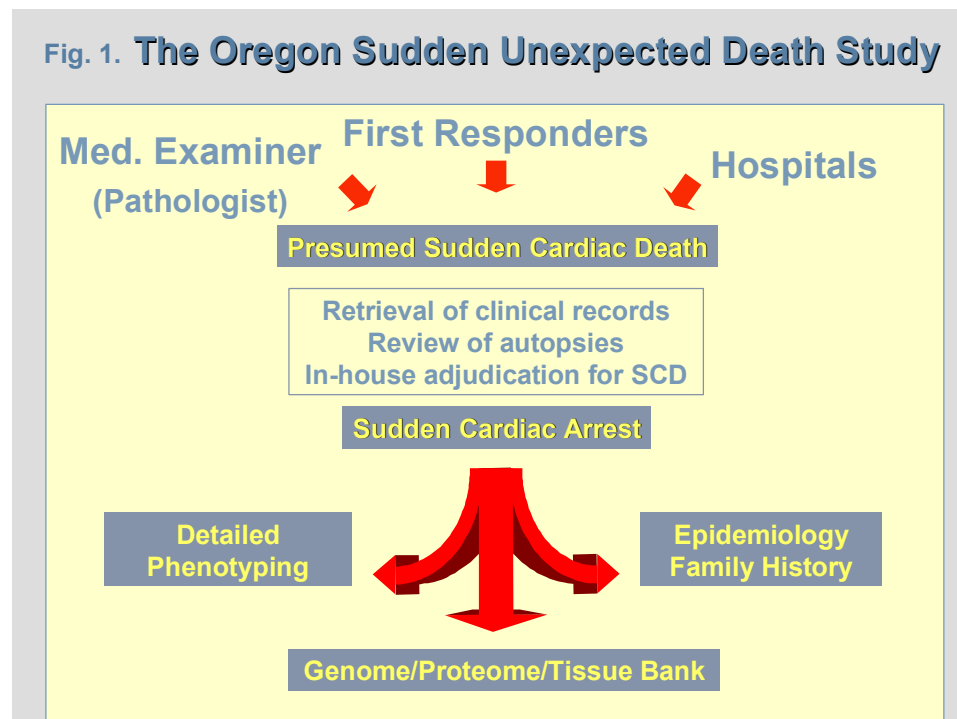 Fig. 1. The Oregon Sudden Unexpected Death Study
Med. Examiner
(Pathologist)
First Responders
Hospitals
Presumed Sudden Cardiac Death
Retrieval of clinical records
Review of autopsies
In-house adjudication for SCD
Sudden Cardiac Arrest
Detailed
Phenotyping
Epidemiology
Family History
Genome/Proteome/Tissue Bank